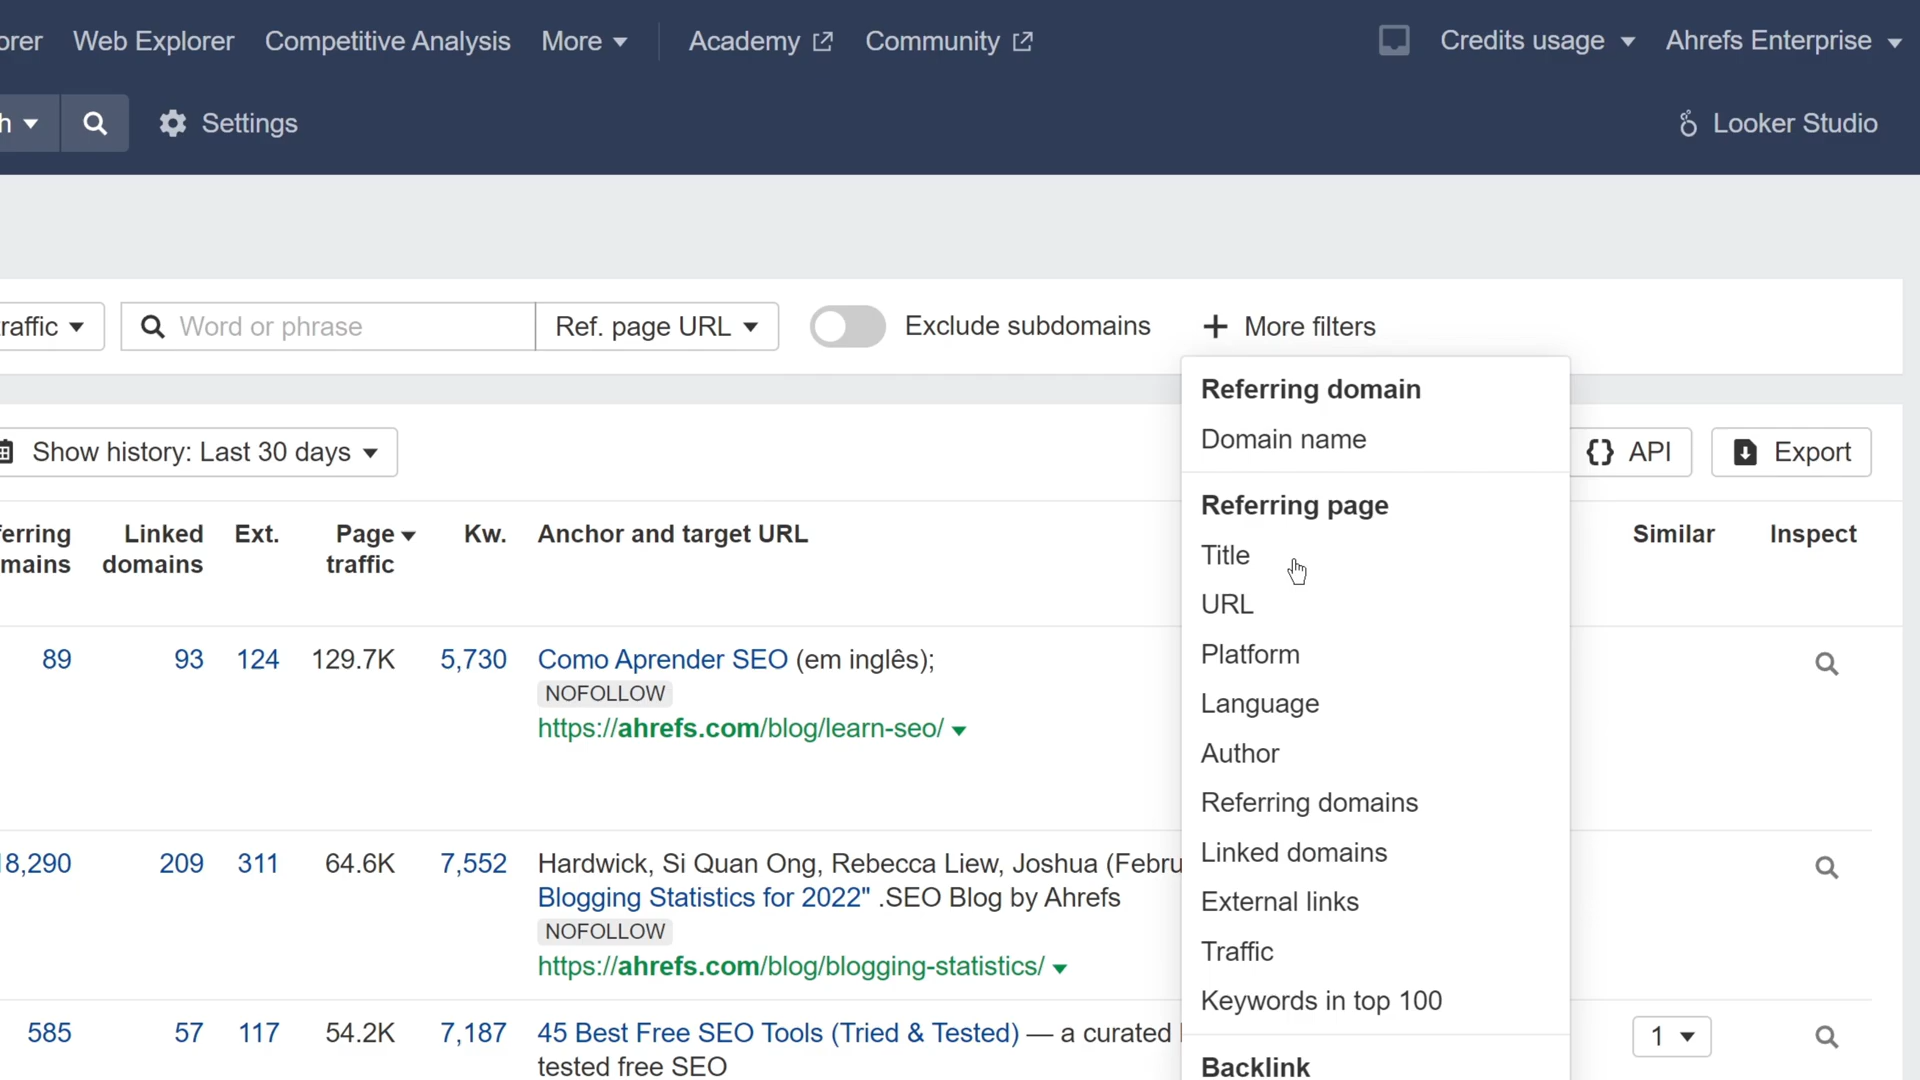 Web Explorer Competitive Analysis More Academy Community Credits usage Ahrefs Enterprise
Settings Looker Studio
Word or phrase Ref. page URL Exclude subdomains + More filters
Show history: Last 30 days {} API Export
Linked domains Ext. Page traffic Kw. Anchor and target URL Similar Inspect
89 93 124 129.7K 5,730 Como Aprender SEO (em inglês);
NOFOLLOW
https://ahrefs.com/blog/learn-seo/
209 311 64.6K 7,552 Hardwick, Si Quan Ong, Rebecca Liew, Joshua (Febru
Blogging Statistics for 2022" .SEO Blog by Ahrefs
NOFOLLOW
https://ahrefs.com/blog/blogging-statistics/
585 57 117 54.2K 7,187 45 Best Free SEO Tools (Tried & Tested) — a curated
tested free SEO
1
Referring domain
Domain name
Referring page
Title
URL
Platform
Language
Author
Referring domains
Linked domains
External links
Traffic
Keywords in top 100
Backlink